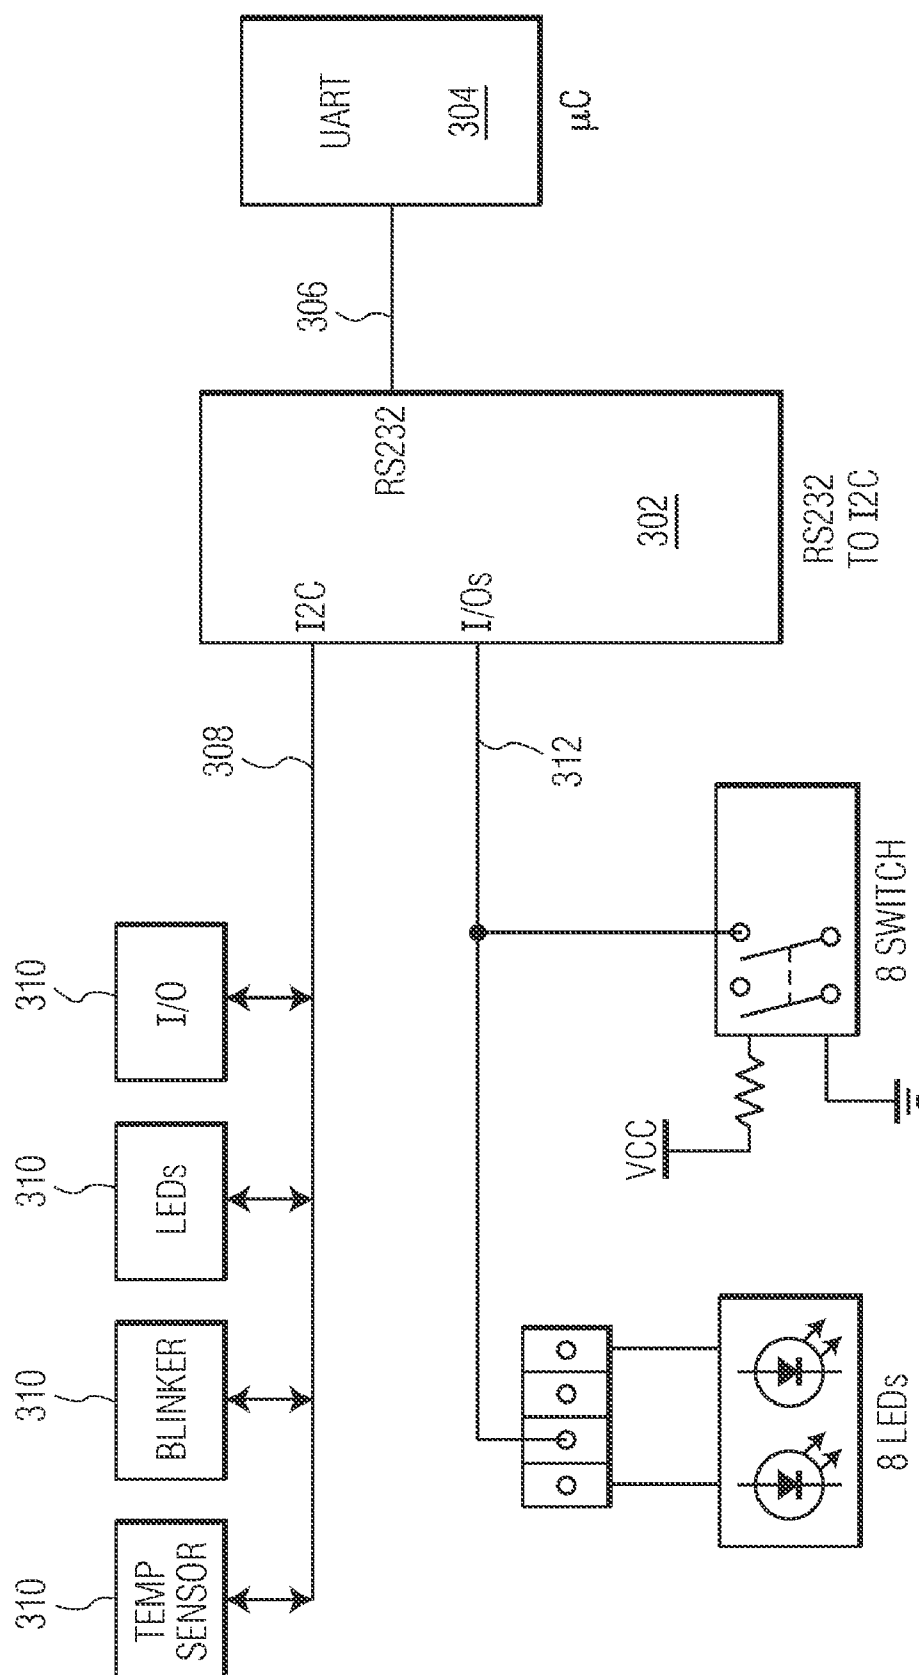 310
310
310
310
TEMP
SENSOR
BLINKER
LEDs
I/O
308
I2C
RS232
306
UART
304
µC
I/Os
302
312
RS232
TO I2C
VCC
8 LEDs
8 SWITCH